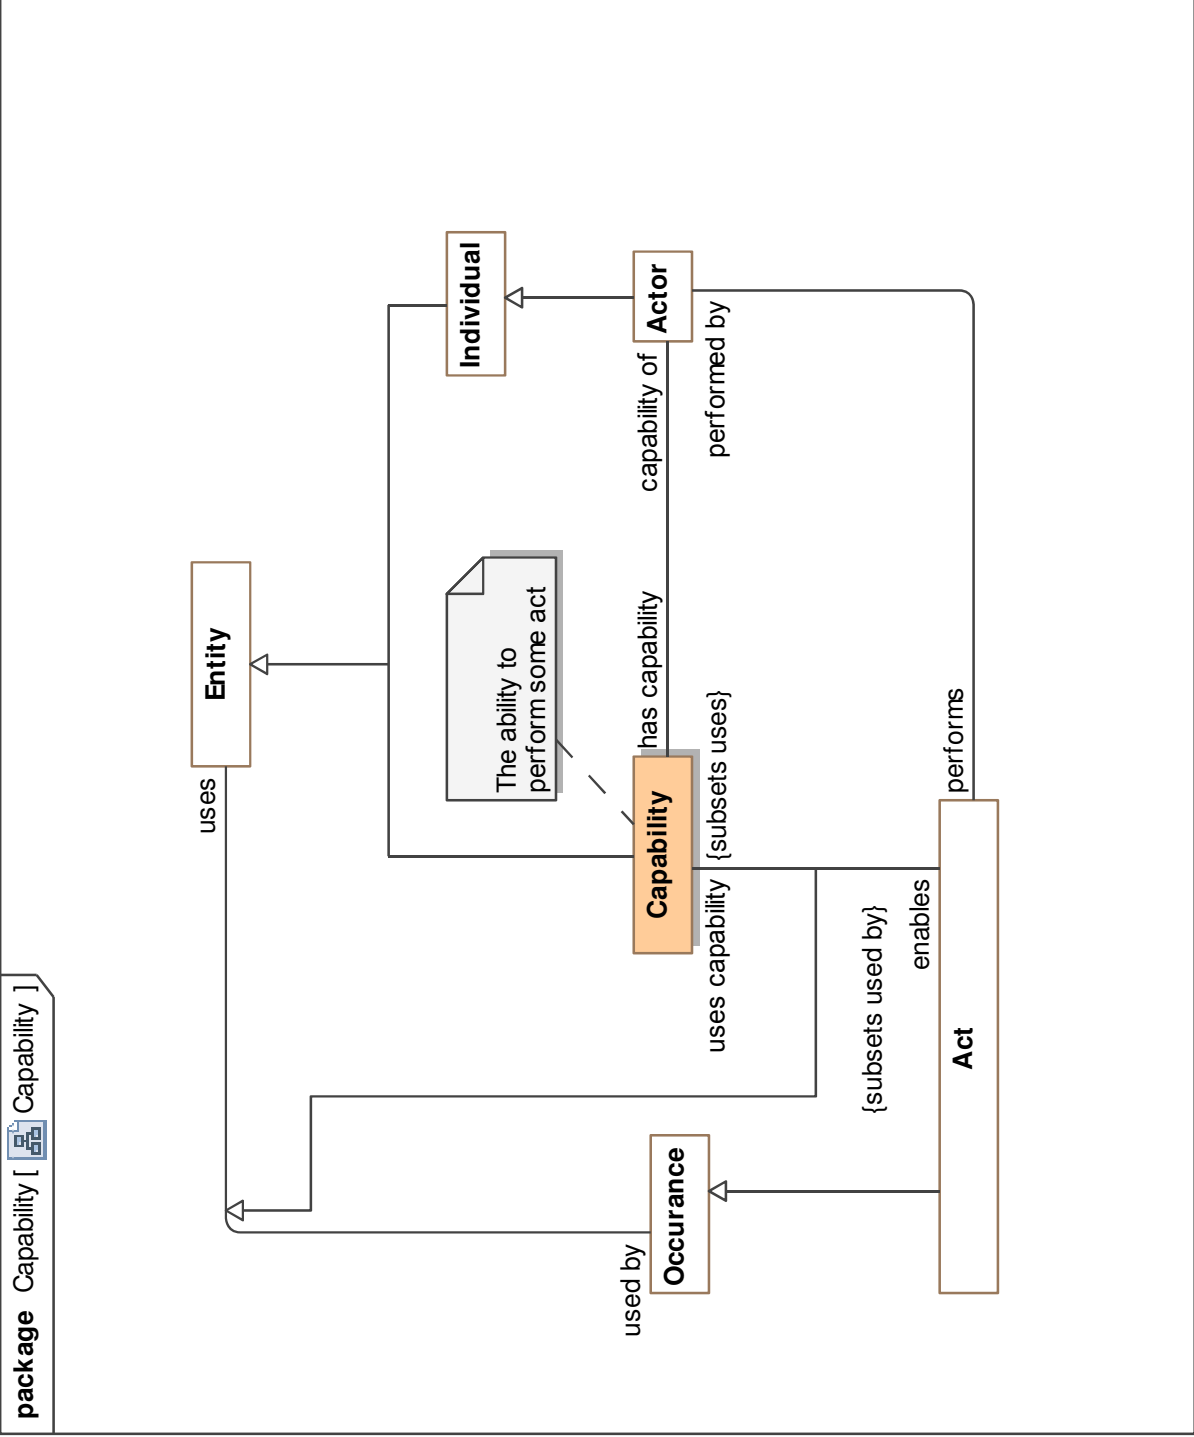 package Capability [ Capability ]
uses
Entity
used by
Occurance
The ability to
perform some act
Individual
Capability
has capability
capability of
Actor
uses capability
{subsets uses}
performed by
{subsets used by}
enables
performs
Act